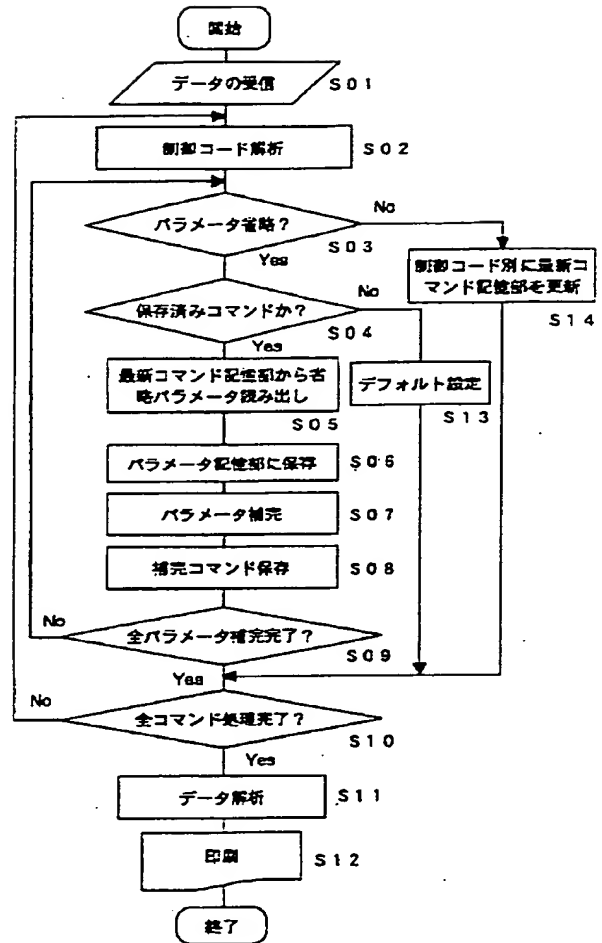 開始
データの受信
S01
制御コード解析
S02
パラメータ省略?
No
S03
Yes
制御コード別に最新コ
マンド記憶部を更新
S14
保存済みコマンドか?
No
S04
Yes
最新コマンド記憶部から省
略パラメータ読み出し
S05
デフォルト設定
S13
パラメータ記憶部に保存
S06
パラメータ補完
S07
補完コマンド保存
S08
No
全パラメータ補完完了?
S09
Yes
No
全コマンド処理完了?
S10
Yes
データ解析
S11
印刷
S12
終了